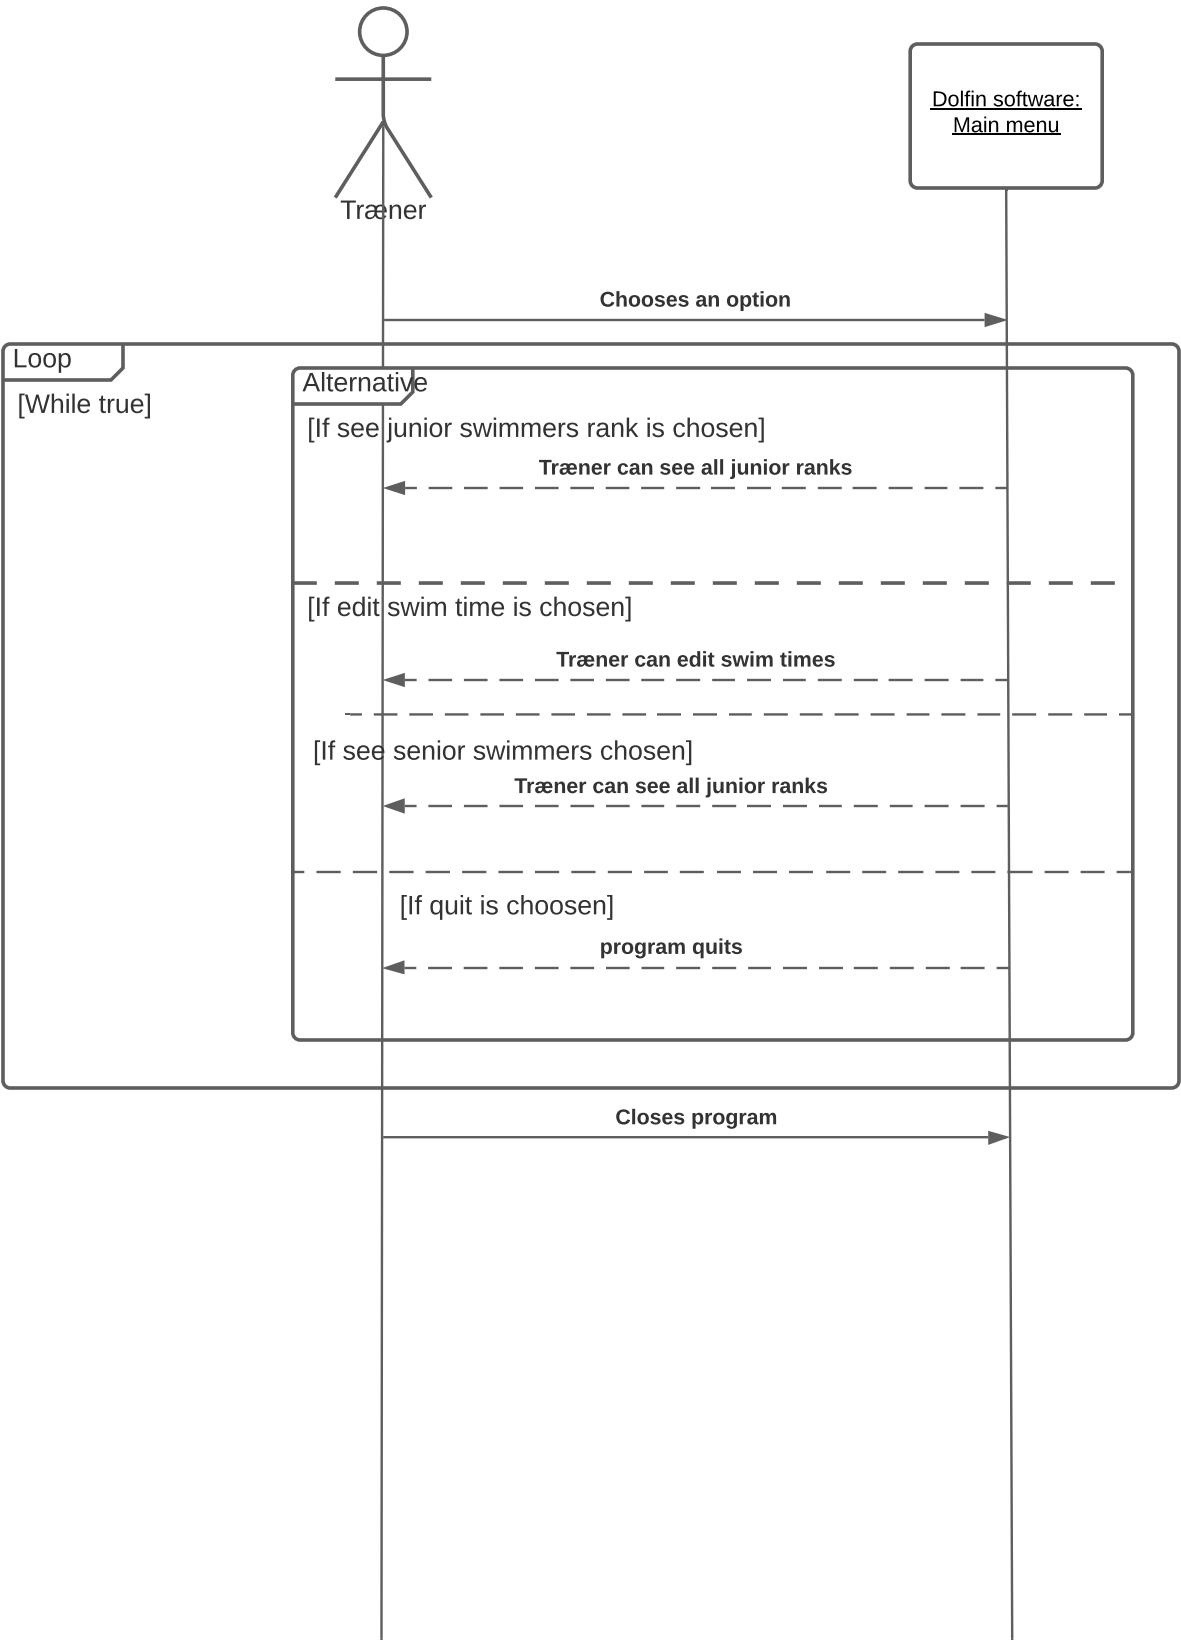 Dolfin software:
Main menu
Træner
Chooses an option
Loop
[While true]
Alternative
[If see junior swimmers rank is chosen]
Træner can see all junior ranks
[If edit swim time is chosen]
Træner can edit swim times
[If see senior swimmers chosen]
Træner can see all junior ranks
[If quit is choosen]
program quits
Closes program